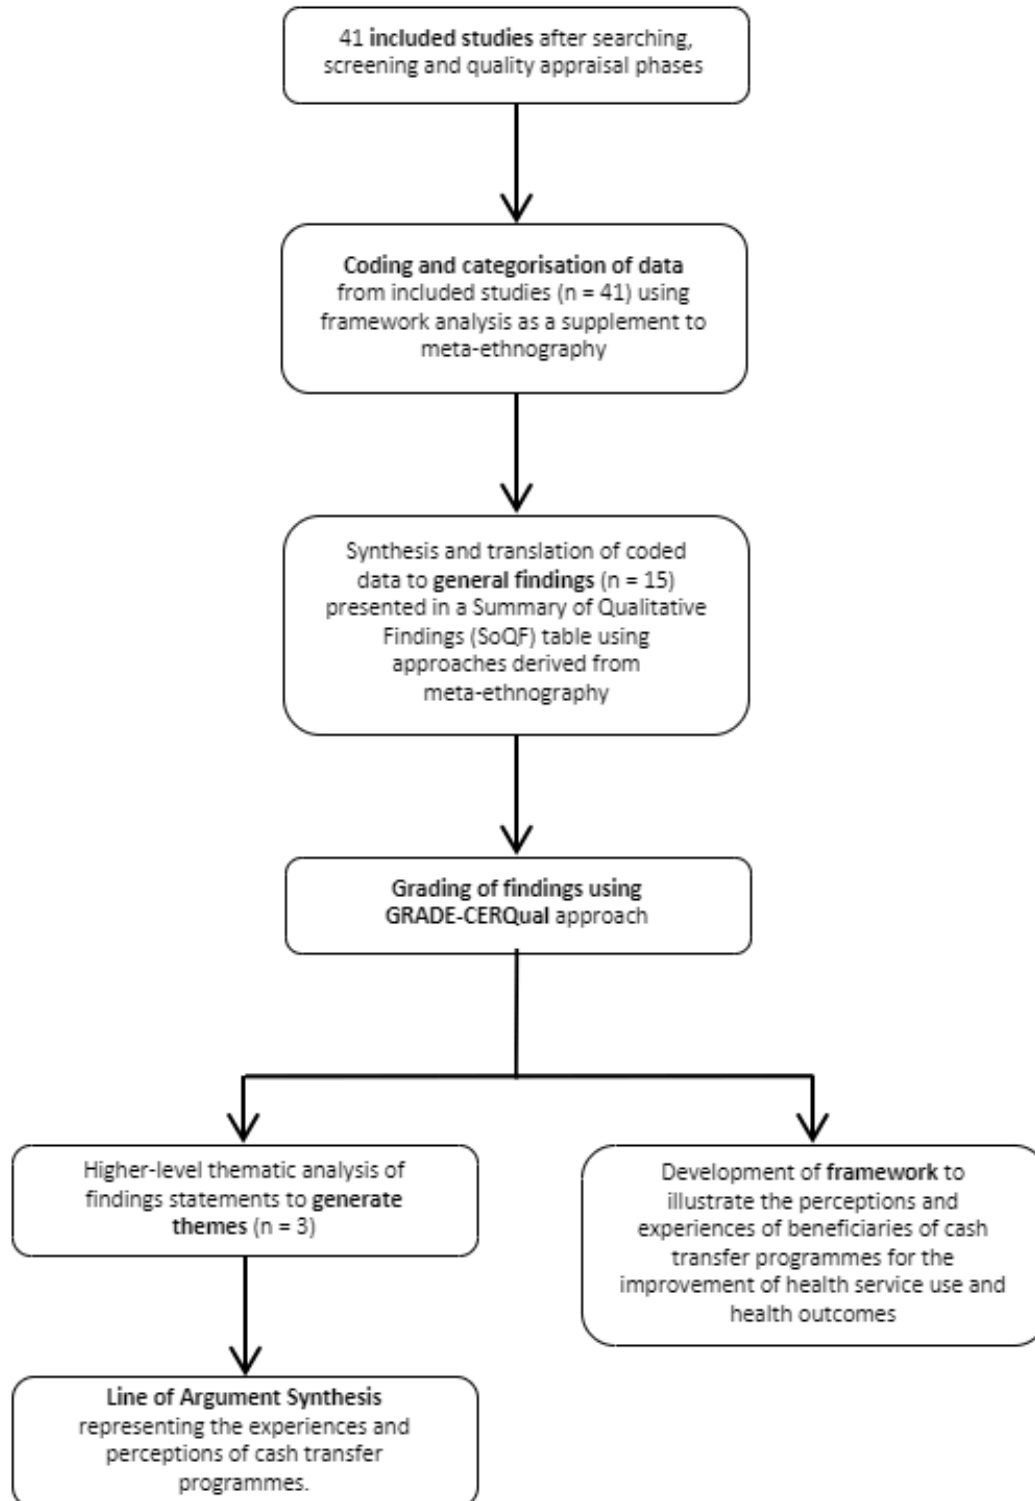 41 included studies after searching,
screening and quality appraisal phases
Coding and categorisation of data
from included studies (n = 41) using
framework analysis as a supplement to
meta-ethnography
Synthesis and translation of coded
data to general findings (n = 15)
presented in a Summary of Qualitative
Findings (SoQF) table using
approaches derived from
meta-ethnography
Grading of findings using
GRADE-CERQual approach
Higher-level thematic analysis of
findings statements to generate
themes (n = 3)
Development of framework to
illustrate the perceptions and
experiences of beneficiaries of cash
transfer programmes for the
improvement of health service use and
health outcomes
Line of Argument Synthesis
representing the experiences and
perceptions of cash transfer
programmes.